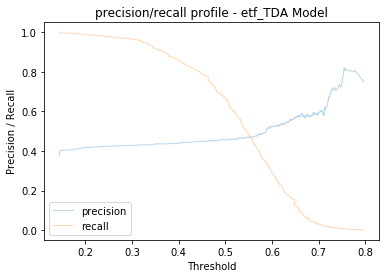 precision/recall profile - etf_TDA Model
1.0
0.8
0.6
0.4
0.2
0.0
Precision / Recall
precision
recall
0.2 0.3 0.4 0.5 0.6 0.7 0.8
Threshold